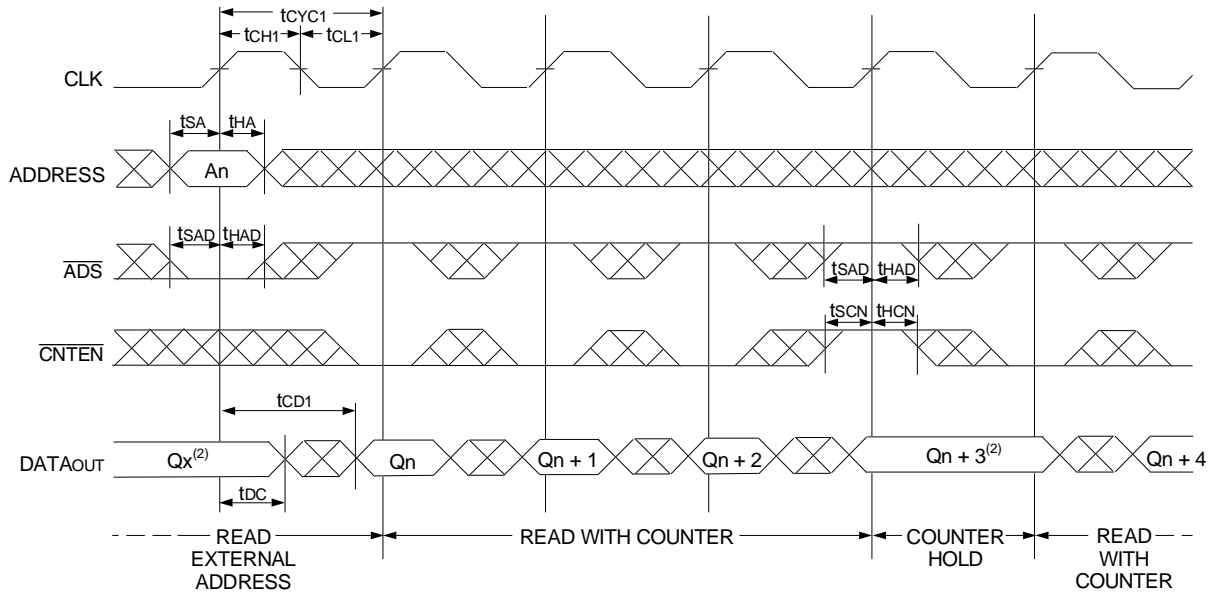 tCYC1
tCH1 tCL1
CLK
tSA tHA
ADDRESS An
tSAD tHAD
ADS
tSAD tHAD
tSCN tHCN
CNTEN
tCD1
DATAOUT Qx(2) Qn Qn + 1 Qn + 2 Qn + 3(2) Qn + 4
tDC
READ EXTERNAL ADDRESS
READ WITH COUNTER
COUNTER HOLD
READ WITH COUNTER